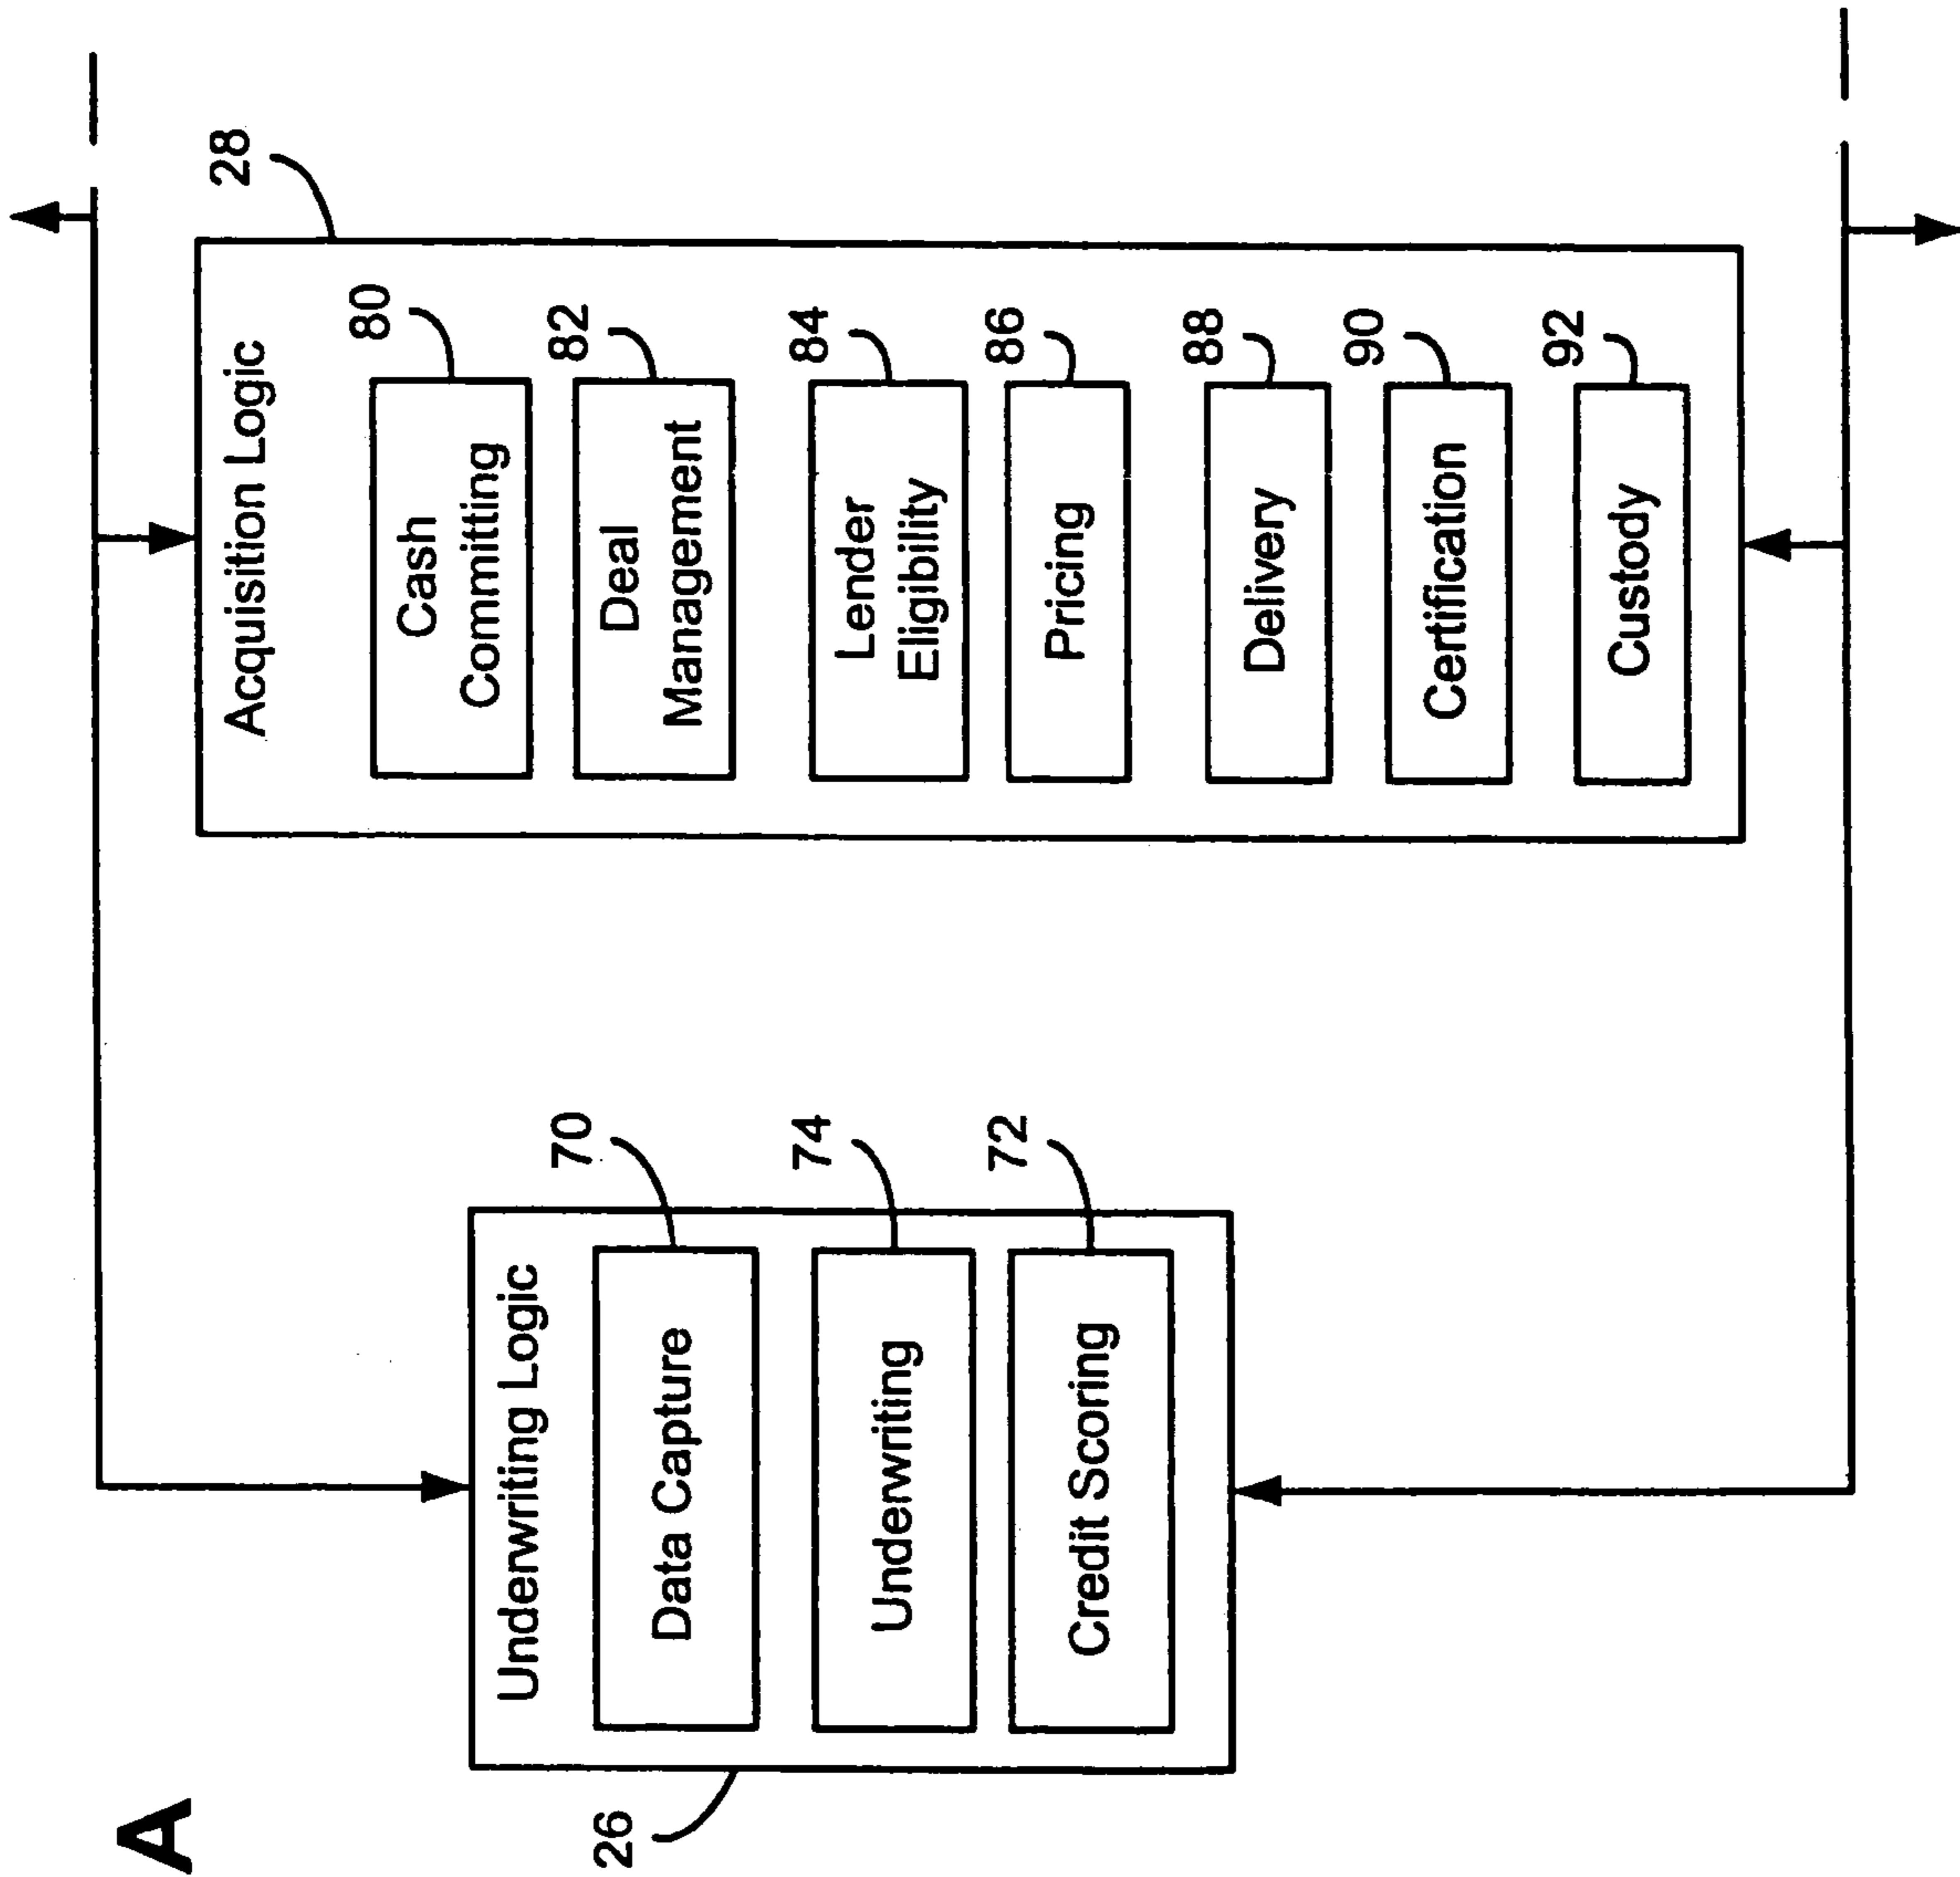 A
26
Underwriting Logic
Data Capture
70
Underwriting
74
Credit Scoring
72
28
Acquisition Logic
Cash
Committing
80
Deal
Management
82
Lender
Eligibility
84
Pricing
86
Delivery
88
Certification
90
Custody
92